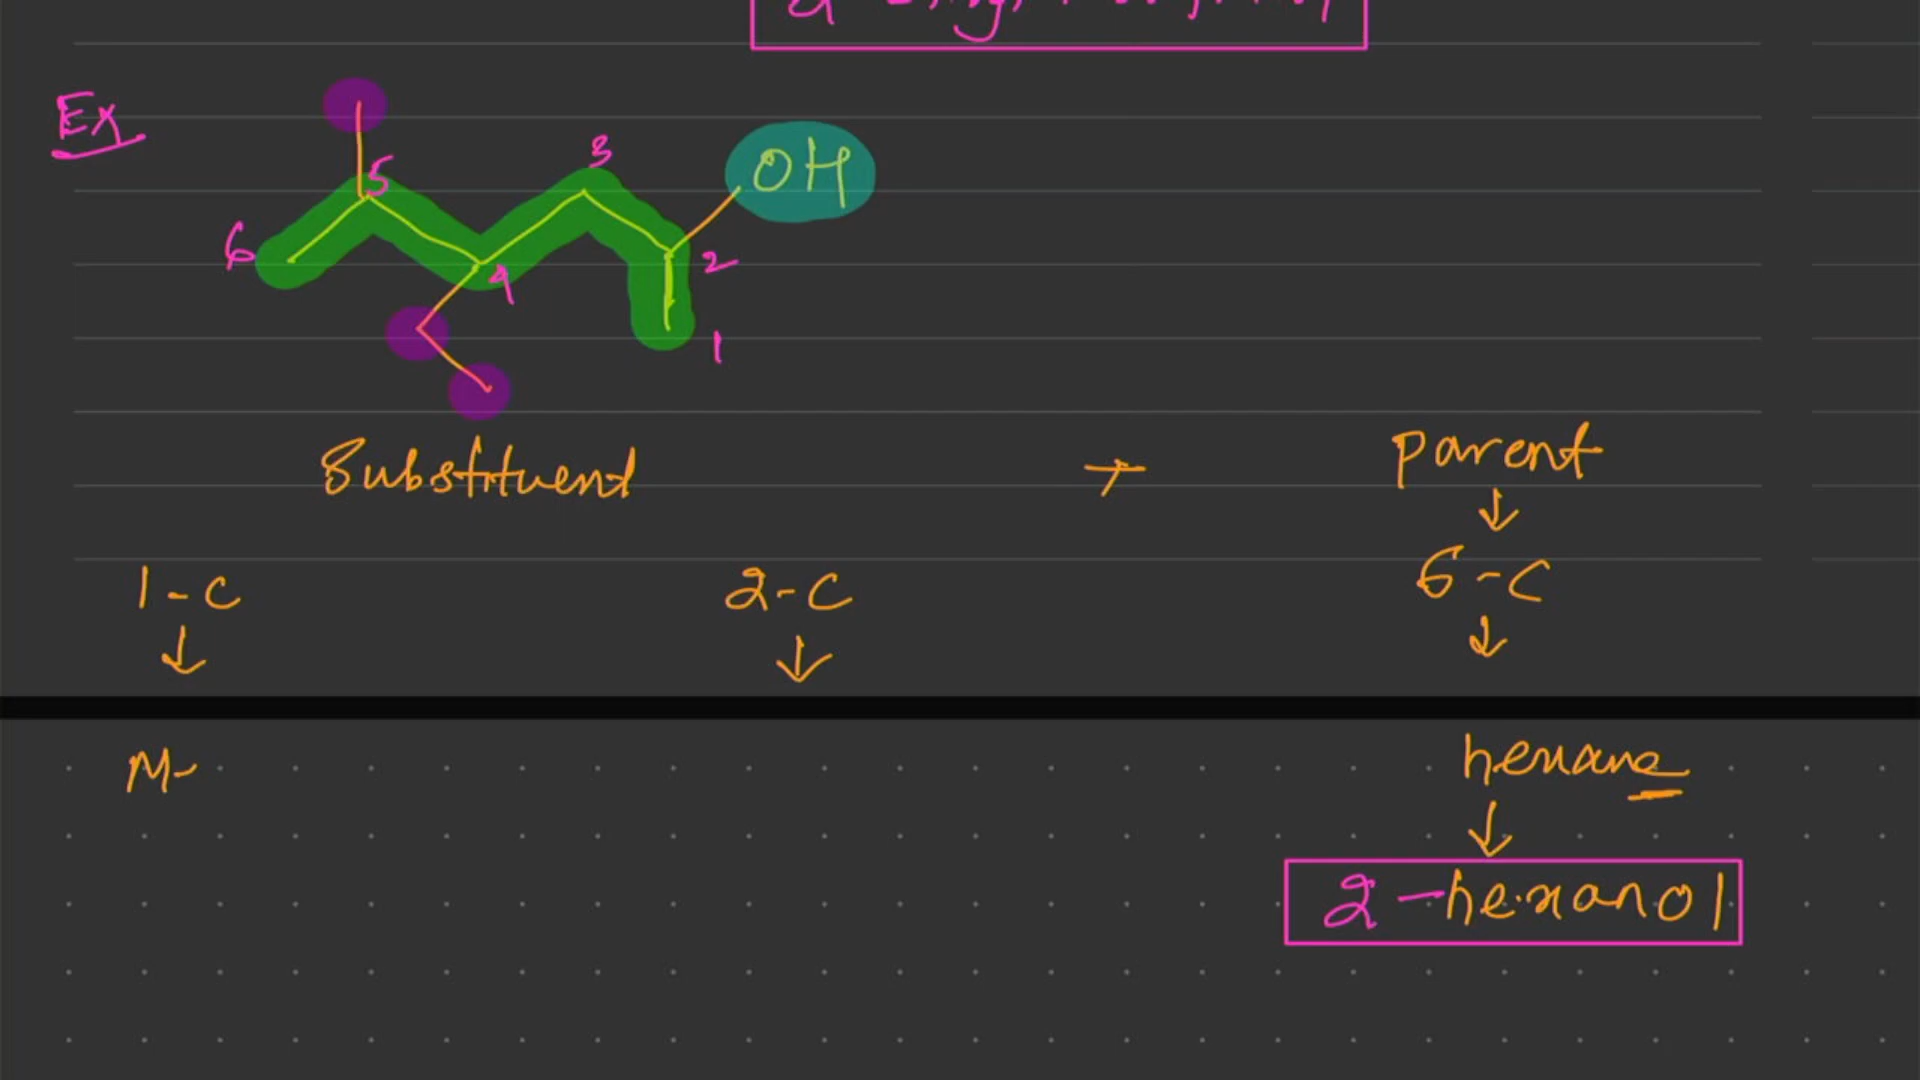 Ex
5
3
OH
6
4
2
1
Substituent
+ parent
1-C
2-C
6-C
M-
hexane
2-hexanol